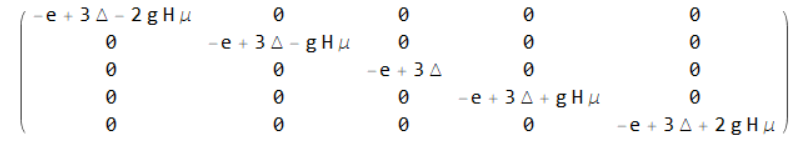 -e + 3 Δ - 2 g H μ 0 0 0 0
0 -e + 3 Δ - g H μ 0 0 0
0 0 -e + 3 Δ 0 0
0 0 0 -e + 3 Δ + g H μ 0
0 0 0 0 -e + 3 Δ + 2 g H μ